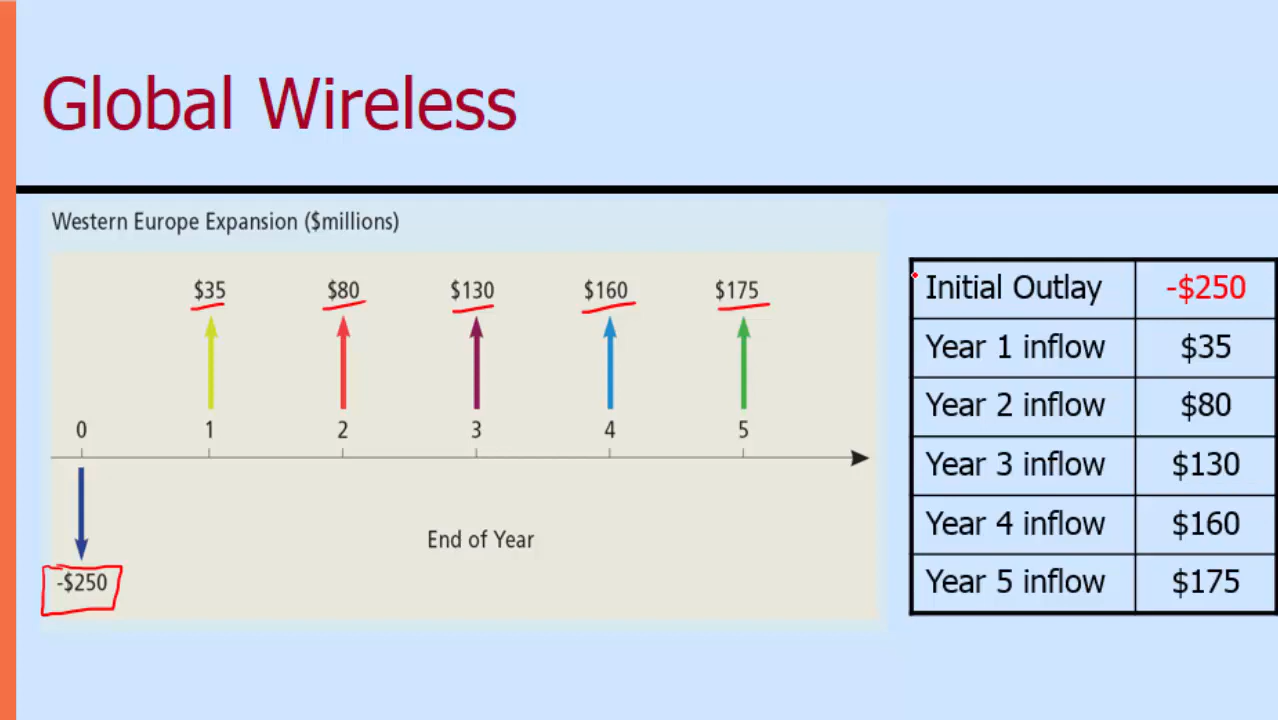 Global Wireless
Western Europe Expansion ($millions)
$35 $80 $130 $160 $175
0 1 2 3 4 5
End of Year
-$250
Initial Outlay -$250
Year 1 inflow $35
Year 2 inflow $80
Year 3 inflow $130
Year 4 inflow $160
Year 5 inflow $175